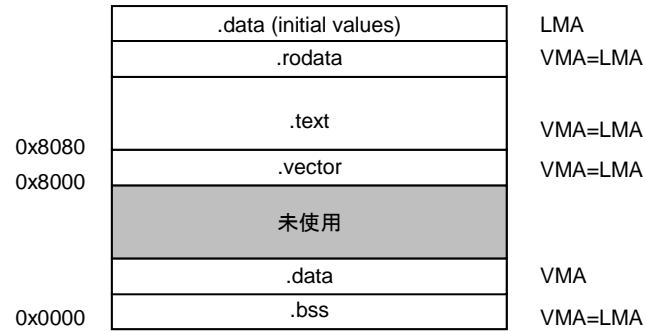 .data (initial values) LMA
.rodata VMA=LMA
.text VMA=LMA
0x8080
.vector VMA=LMA
0x8000
未使用
.data VMA
.bss VMA=LMA
0x0000